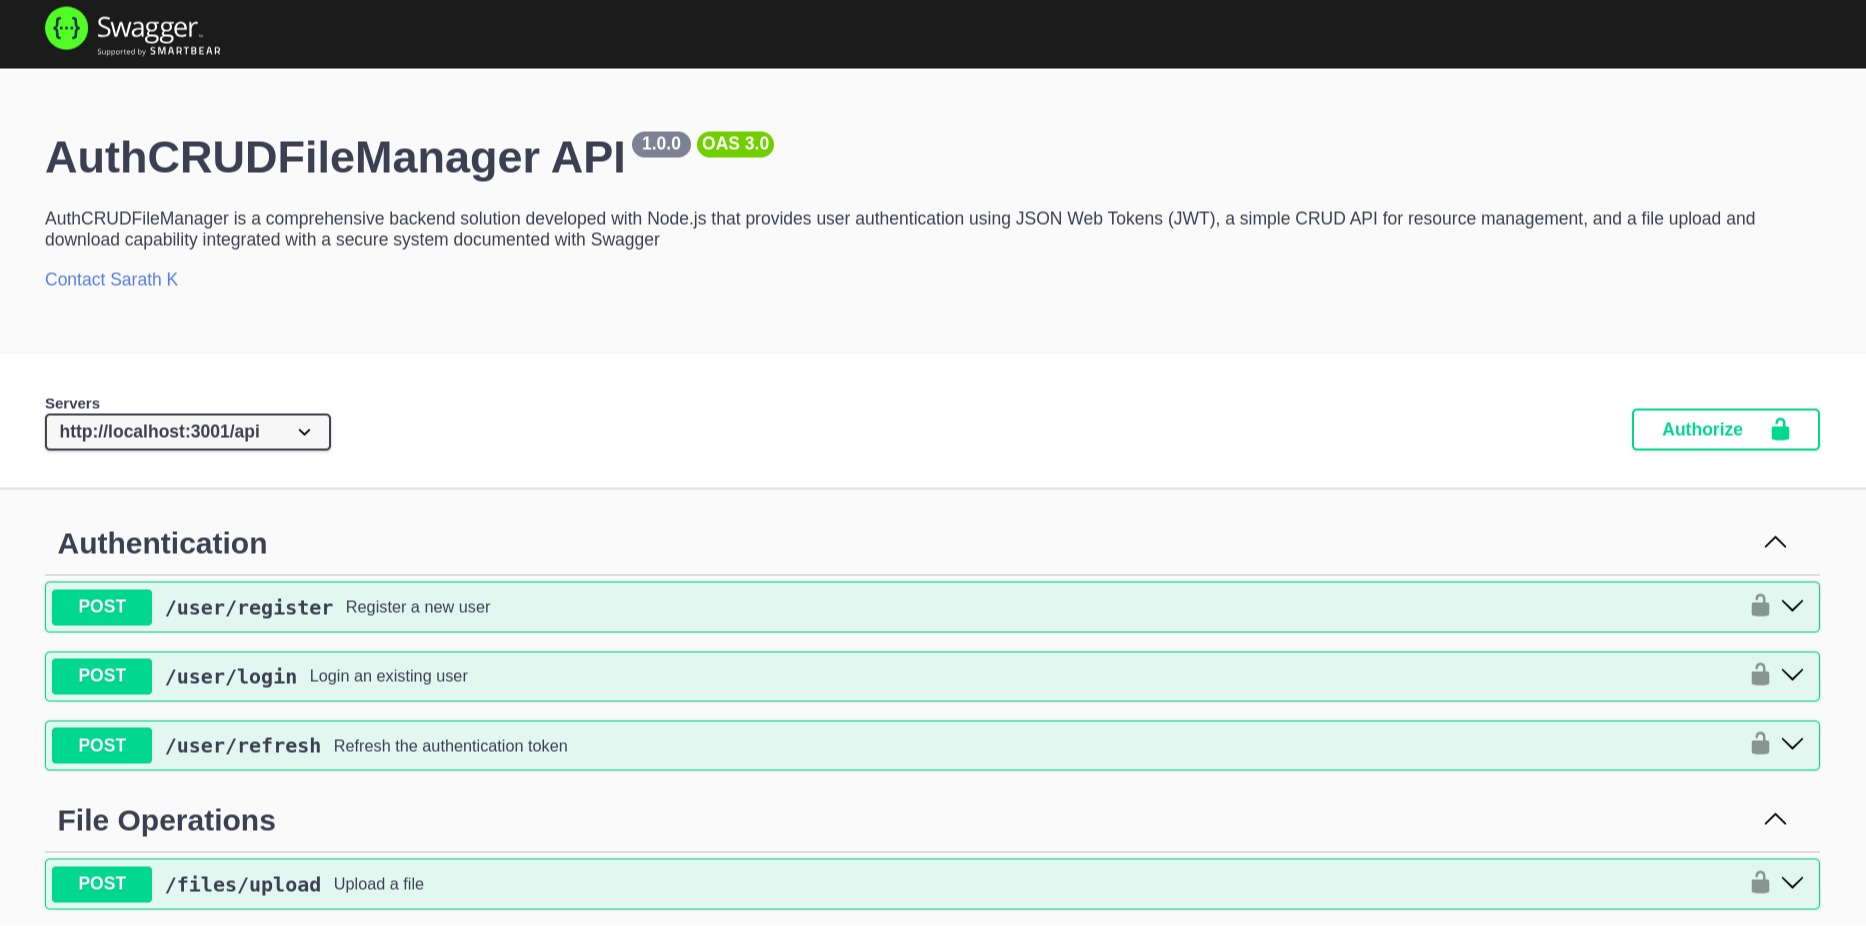 Swagger
Supported by SMARTBEAR
AuthCRUDFileManager API 1.0.0 OAS 3.0
AuthCRUDFileManager is a comprehensive backend solution developed with Node.js that provides user authentication using JSON Web Tokens (JWT), a simple CRUD API for resource management, and a file upload and
download capability integrated with a secure system documented with Swagger
Contact Sarath K
Servers
http://localhost:3001/api
Authorize
Authentication
POST /user/register Register a new user
POST /user/login Login an existing user
POST /user/refresh Refresh the authentication token
File Operations
POST /files/upload Upload a file